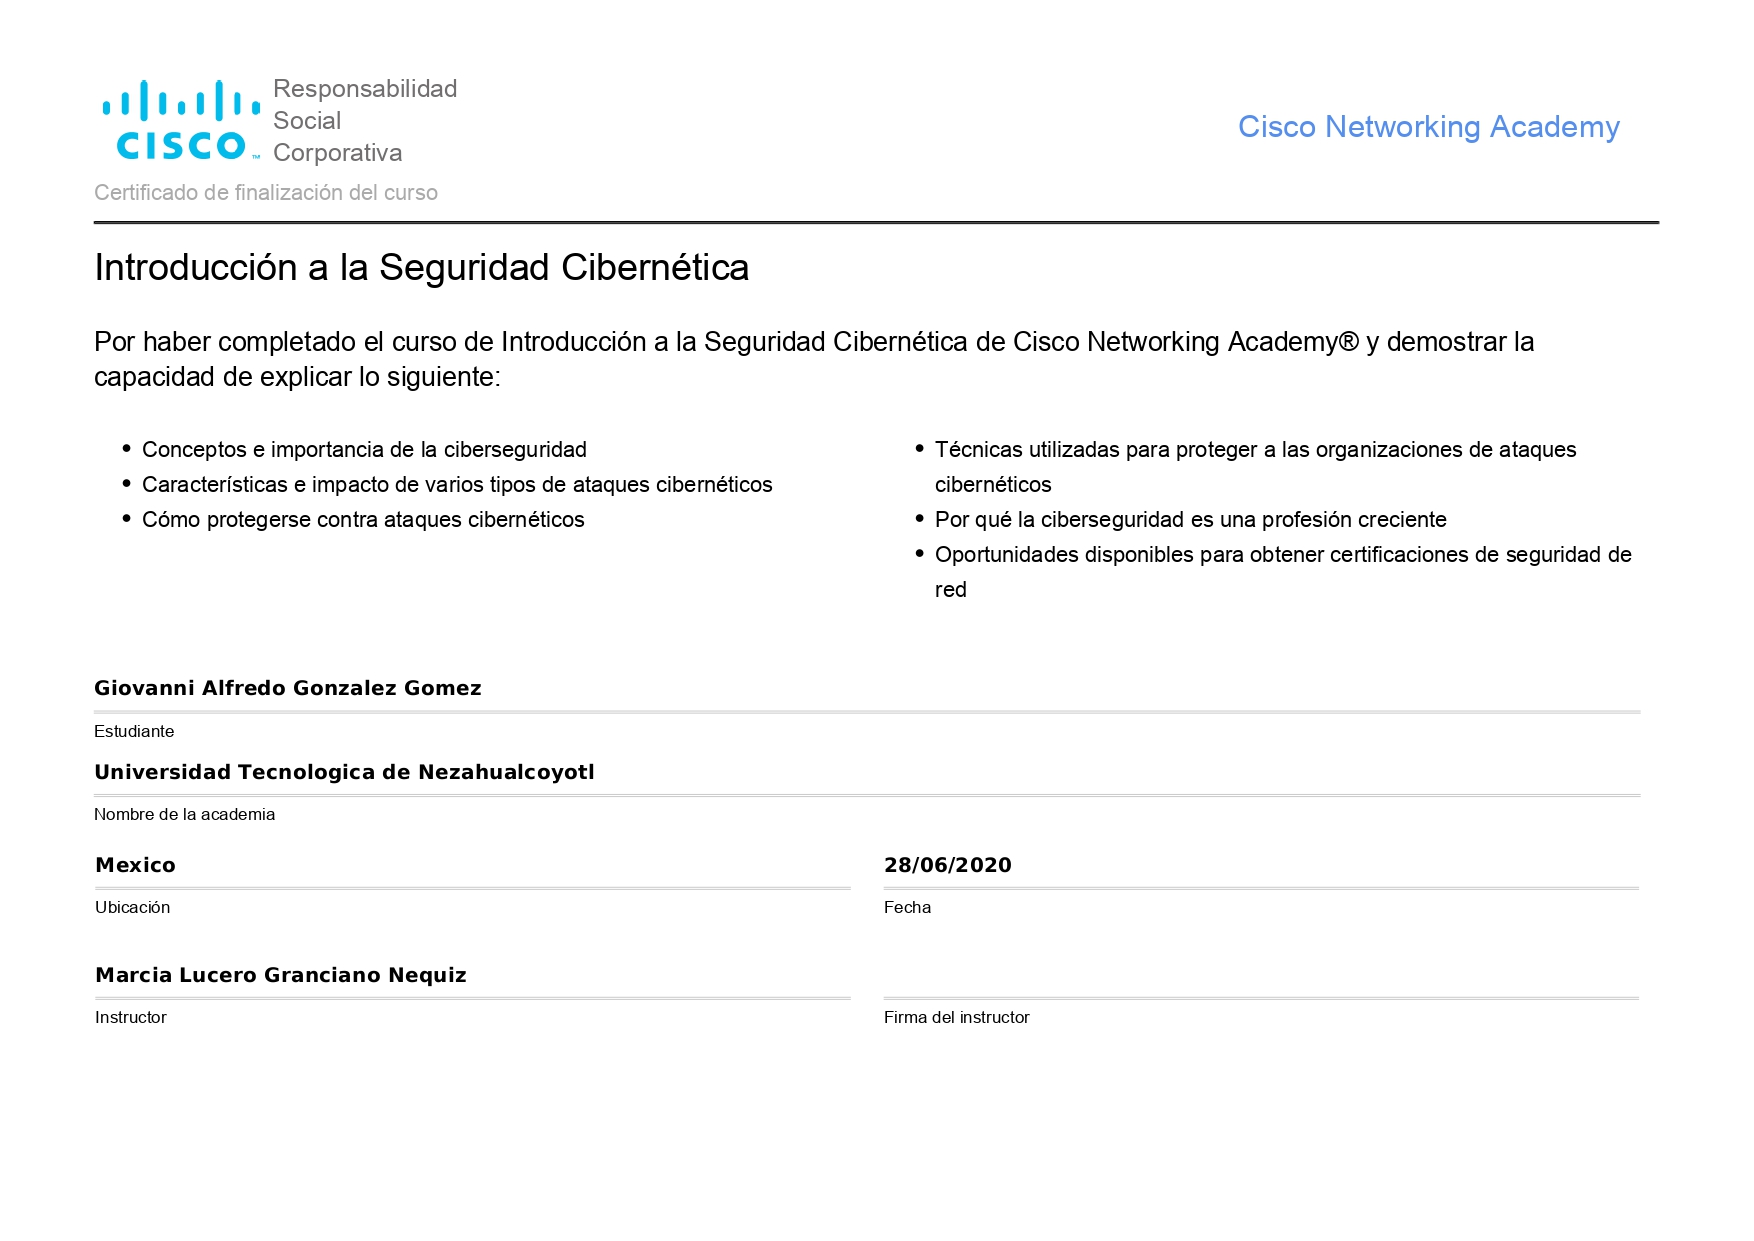 CISCO™
Responsabilidad
Social
Corporativa
Cisco Networking Academy
Certificado de finalización del curso
Introducción a la Seguridad Cibernética
Por haber completado el curso de Introducción a la Seguridad Cibernética de Cisco Networking Academy® y demostrar la
capacidad de explicar lo siguiente:
• Conceptos e importancia de la ciberseguridad
• Características e impacto de varios tipos de ataques cibernéticos
• Cómo protegerse contra ataques cibernéticos
• Técnicas utilizadas para proteger a las organizaciones de ataques
cibernéticos
• Por qué la ciberseguridad es una profesión creciente
• Oportunidades disponibles para obtener certificaciones de seguridad de
red
Giovanni Alfredo Gonzalez Gomez
Estudiante
Universidad Tecnologica de Nezahualcoyotl
Nombre de la academia
Mexico
Ubicación
28/06/2020
Fecha
Marcia Lucero Granciano Nequiz
Instructor
Firma del instructor